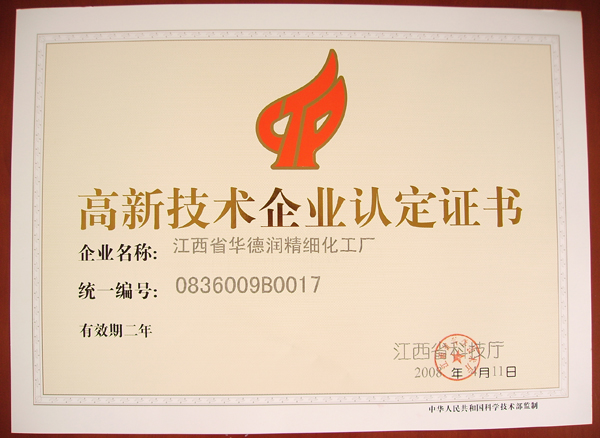 高新技术企业认定证书
企业名称: 江西省华德润精细化工厂
统一编号: 0836009B0017
有效期二年
江西省科技厅
2008 年 月11日
中华人民共和国科学技术部监制